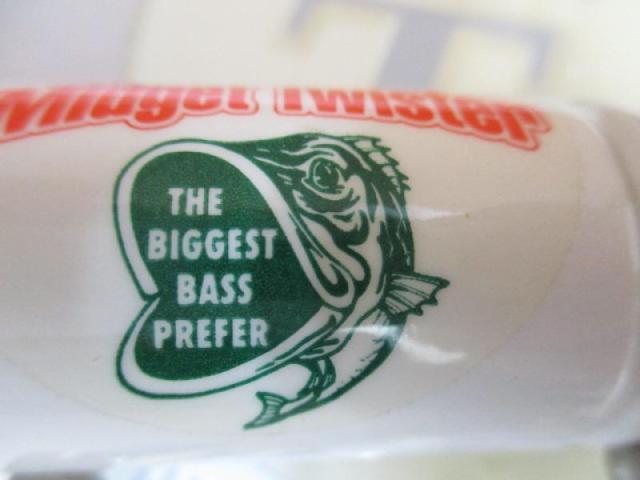 Midget Twister
THE
BIGGEST
BASS
PREFER
T